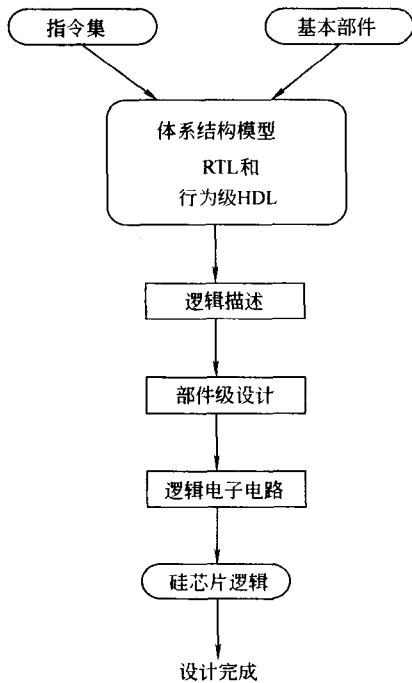 指令集
基本部件
体系结构模型
RTL和
行为级HDL
逻辑描述
部件级设计
逻辑电子电路
硅芯片逻辑
设计完成